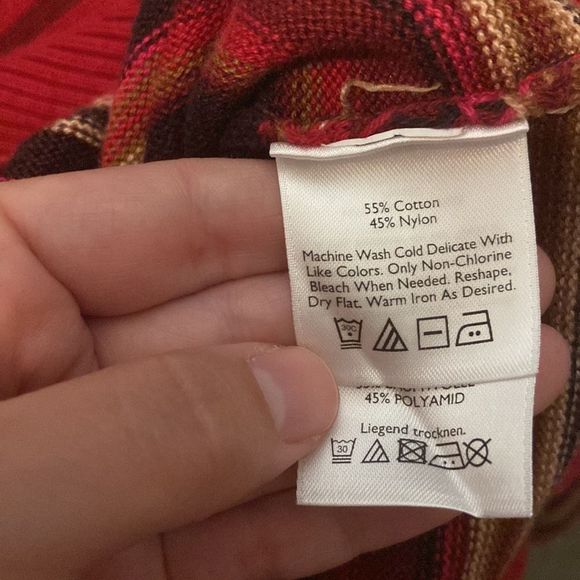 55% Cotton
45% Nylon
Machine Wash Cold Delicate With
Like Colors. Only Non-Chlorine
Bleach When Needed. Reshape,
Dry Flat. Warm Iron As Desired.
30C
45% POLYAMID
Liegend trocknen.
30